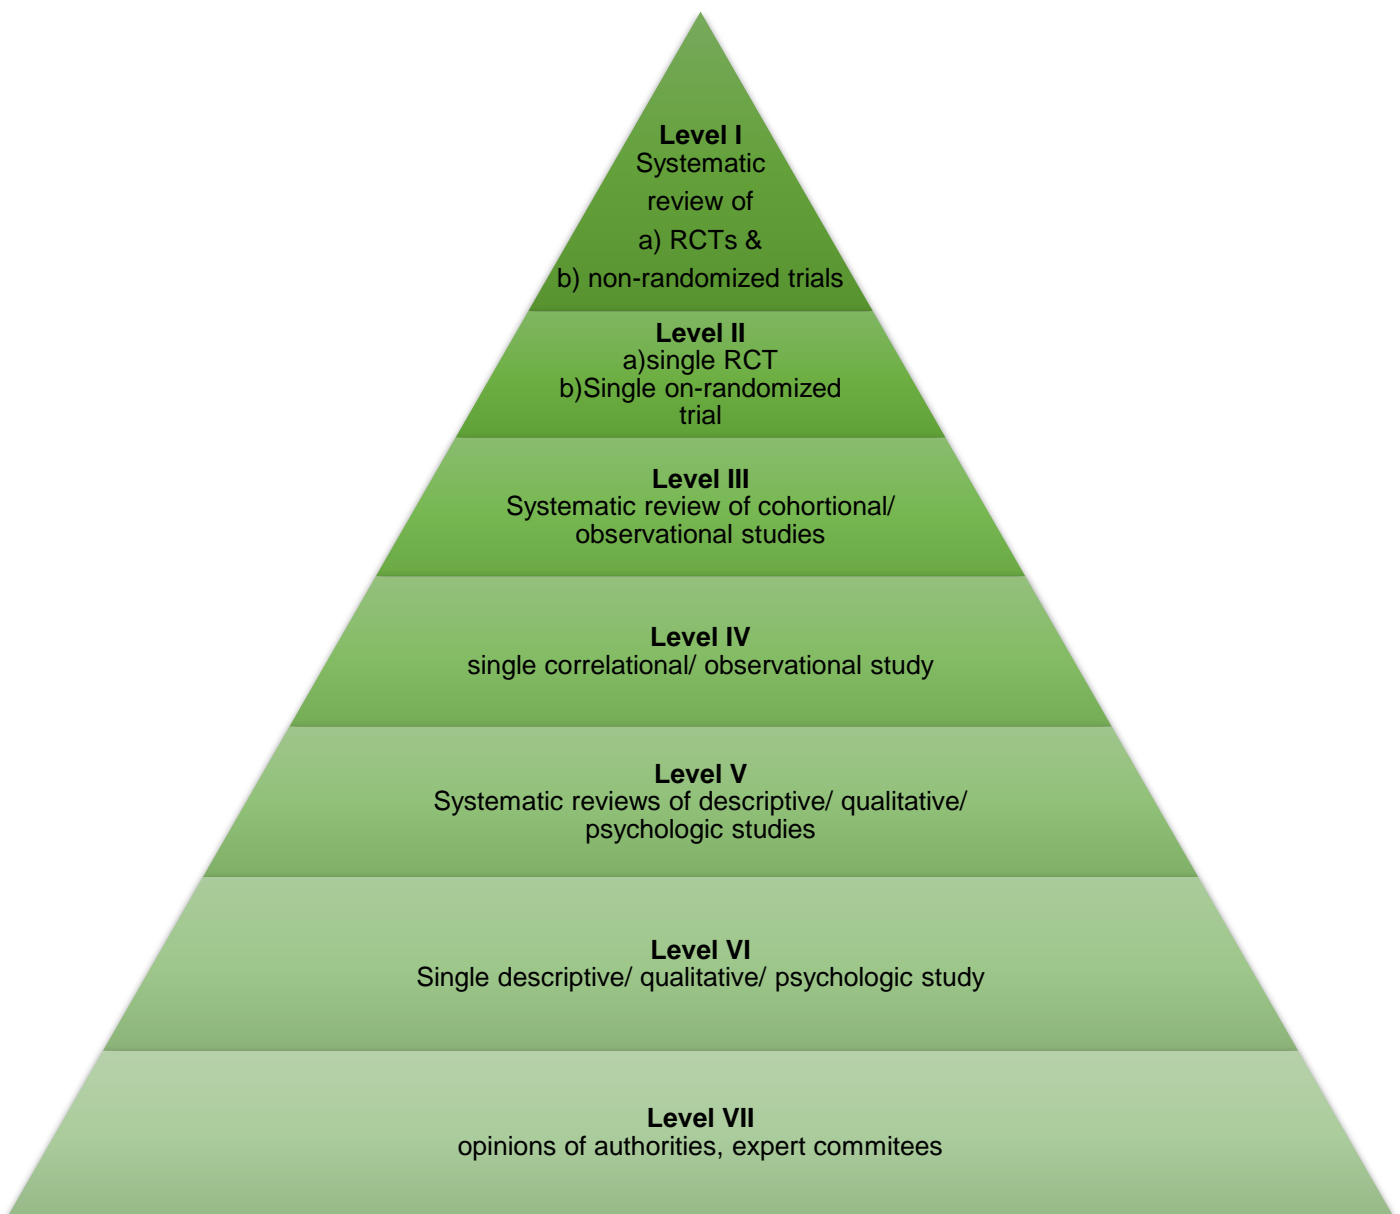 Level I
Systematic
review of
a) RCTs &
b) non-randomized trials
Level II
a)single RCT
b)Single on-randomized
trial
Level III
Systematic review of cohortional/
observational studies
Level IV
single correlational/ observational study
Level V
Systematic reviews of descriptive/ qualitative/
psychologic studies
Level VI
Single descriptive/ qualitative/ psychologic study
Level VII
opinions of authorities, expert commitees